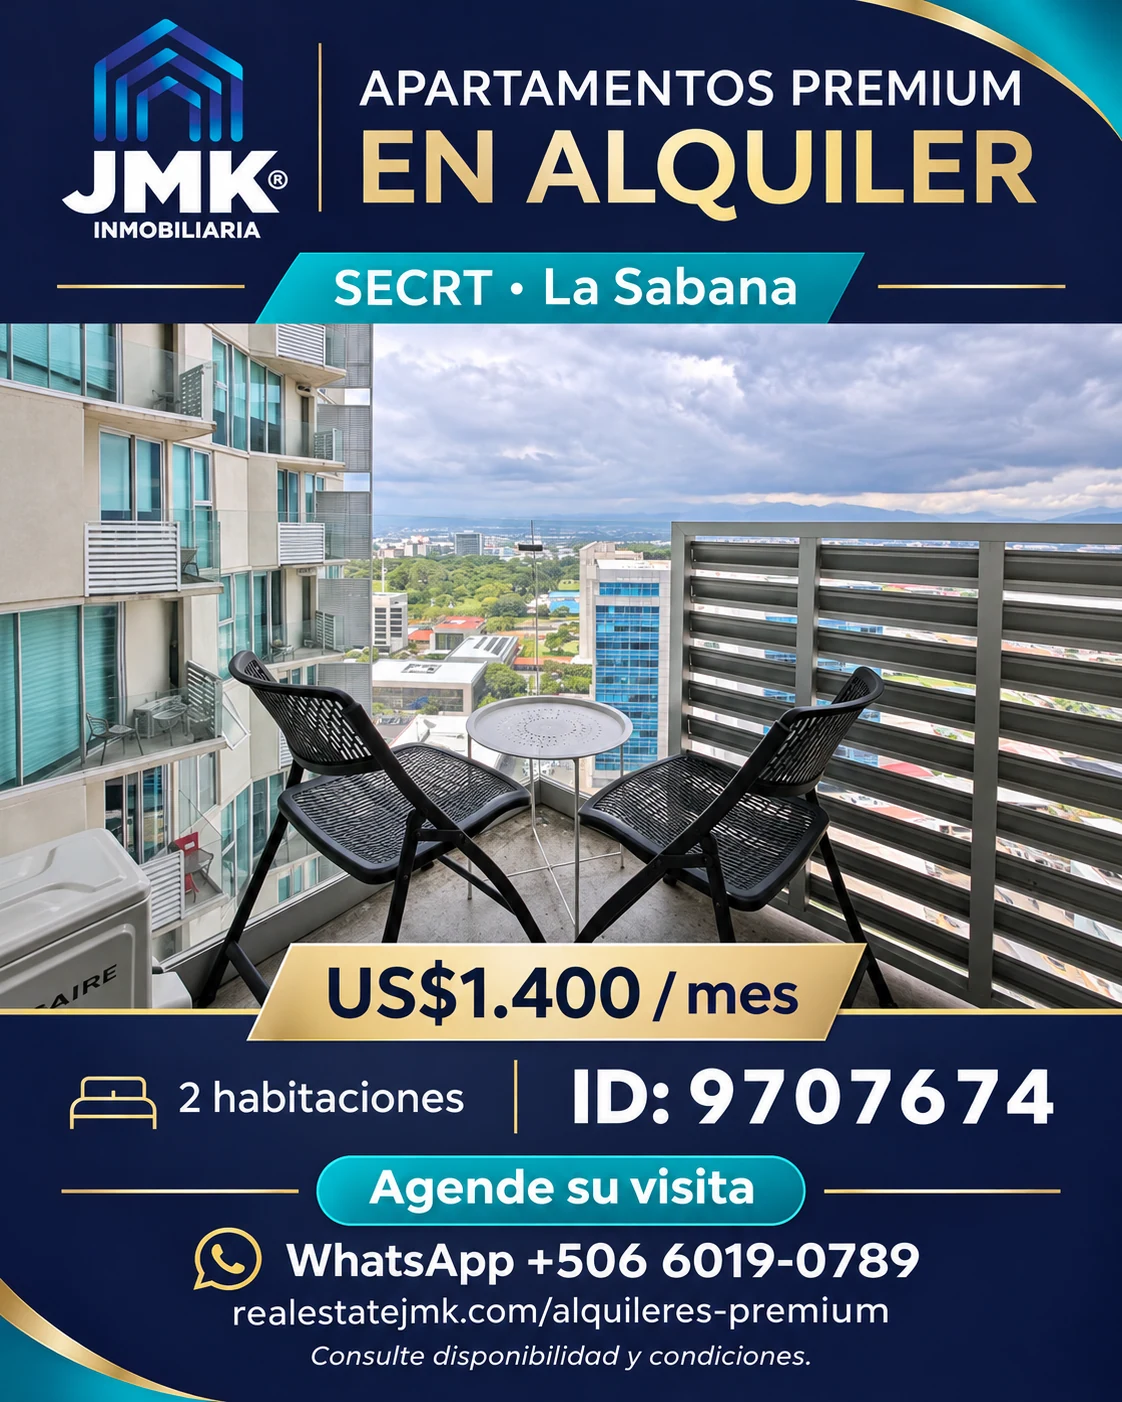 JMK®
INMOBILIARIA
APARTAMENTOS PREMIUM
EN ALQUILER
SECRT • La Sabana
AIRE
US$1.400 / mes
2 habitaciones
ID: 9707674
Agende su visita
WhatsApp +506 6019-0789
realestatejmk.com/alquileres-premium
Consulte disponibilidad y condiciones.